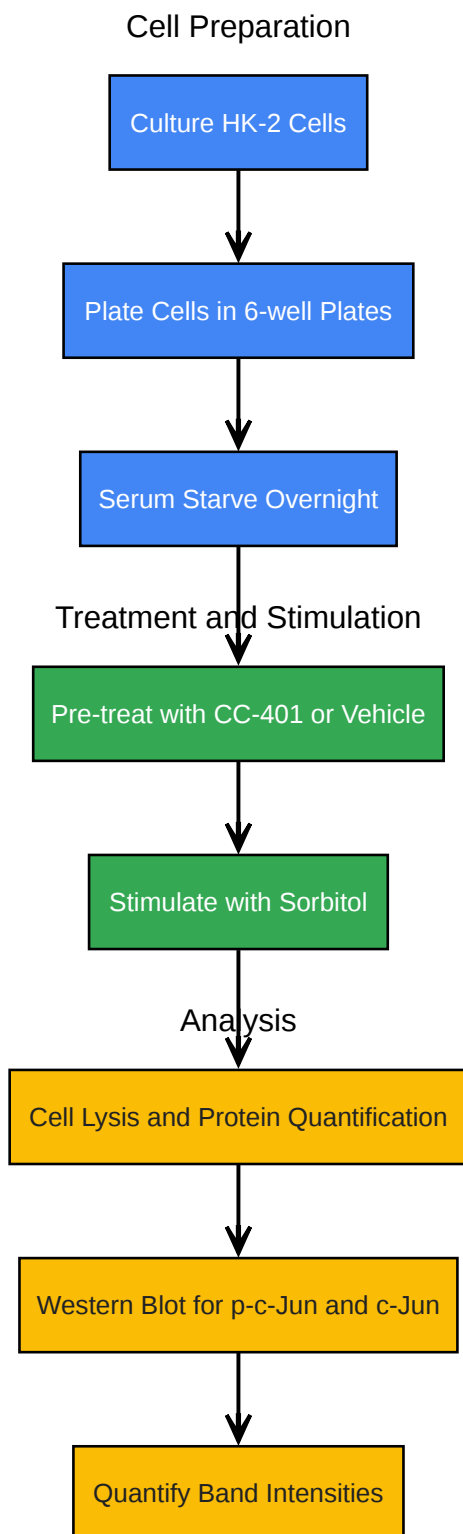 Cell Preparation
Culture HK-2 Cells
Plate Cells in 6-well Plates
Serum Starve Overnight
Treatment and Stimulation
Pre-treat with CC-401 or Vehicle
Stimulate with Sorbitol
Analysis
Cell Lysis and Protein Quantification
Western Blot for p-c-Jun and c-Jun
Quantify Band Intensities